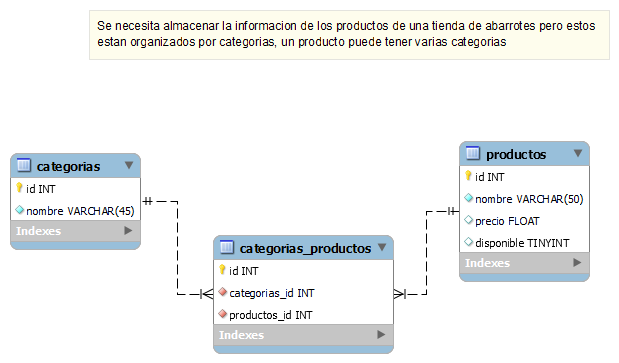 Se necesita almacenar la informacion de los productos de una tienda de abarrotes pero estos
estan organizados por categorias, un producto puede tener varias categorias
categorias
id INT
nombre VARCHAR(45)
Indexes
productos
id INT
nombre VARCHAR(50)
precio FLOAT
disponible TINYINT
Indexes
categorias_productos
id INT
categorias_id INT
productos_id INT
Indexes